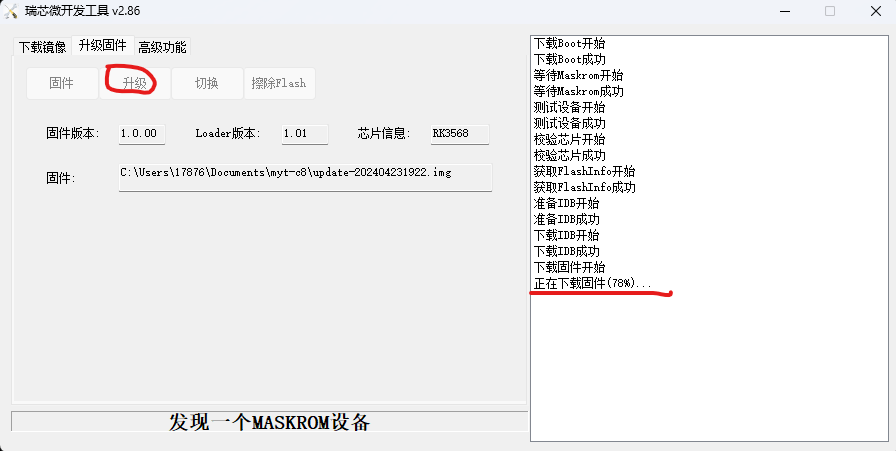 瑞芯微开发工具 v2.86
下载镜像 升级固件 高级功能
固件 升级 切换 擦除Flash
固件版本: 1.0.00 Loader版本: 1.01 芯片信息: RK3568
固件: C:\Users\17876\Documents\myt-c8\update-202404231922.img
发现一个MASKROM设备
下载Boot开始
下载Boot成功
等待Maskrom开始
等待Maskrom成功
测试设备开始
测试设备成功
校验芯片开始
校验芯片成功
获取FlashInfo开始
获取FlashInfo成功
准备IDB开始
准备IDB成功
下载IDB开始
下载IDB成功
下载固件开始
正在下载固件(78%)...